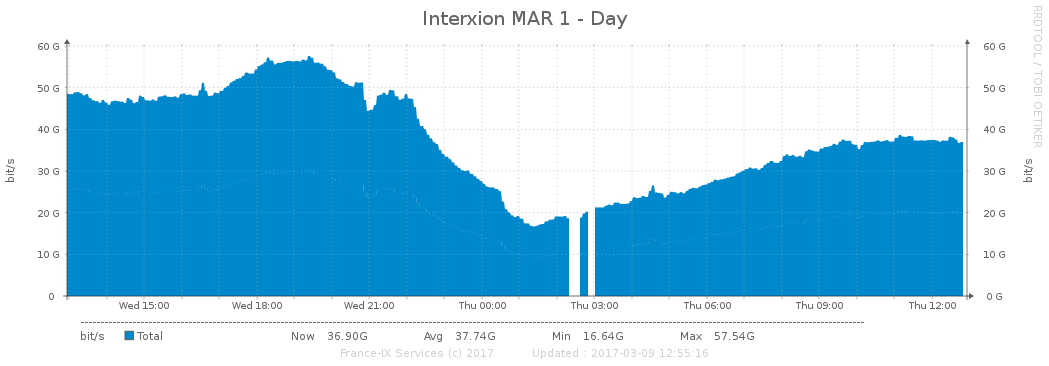 Interxion MAR 1 - Day
RRDTOOL / TOBI OETIKER
60 G 60 G
50 G 50 G
40 G 40 G
30 G 30 G
20 G 20 G
10 G 10 G
0 0 G
bit/s
bit/s
Wed 15:00 Wed 18:00 Wed 21:00 Thu 00:00 Thu 03:00 Thu 06:00 Thu 09:00 Thu 12:00
bit/s Total Now 36.90G Avg 37.74G Min 16.64G Max 57.54G
France-IX Services (c) 2017 Updated : 2017-03-09 12:55:16